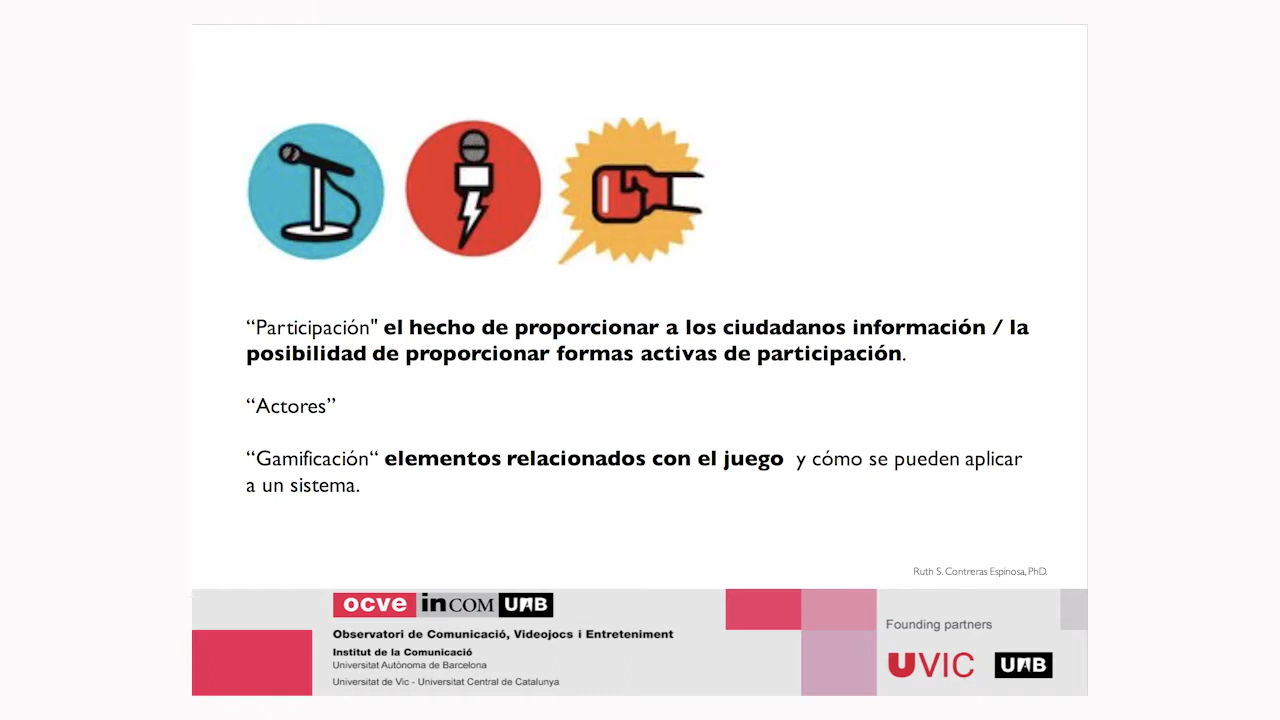 “Participación" el hecho de proporcionar a los ciudadanos información / la
posibilidad de proporcionar formas activas de participación.
“Actores”
“Gamificación“ elementos relacionados con el juego y cómo se pueden aplicar
a un sistema.
Ruth S. Contreras Espinosa, PhD.
ocve inCOM UAB
Observatori de Comunicació, Videojocs i Entreteniment
Institut de la Comunicació
Universitat Autònoma de Barcelona
Universitat de Vic - Universitat Central de Catalunya
Founding partners
UVIC UAB